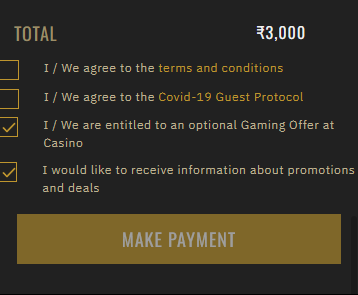 TOTAL ₹3,000
I / We agree to the terms and conditions
I / We agree to the Covid-19 Guest Protocol
I / We are entitled to an optional Gaming Offer at
Casino
I would like to receive information about promotions
and deals
MAKE PAYMENT